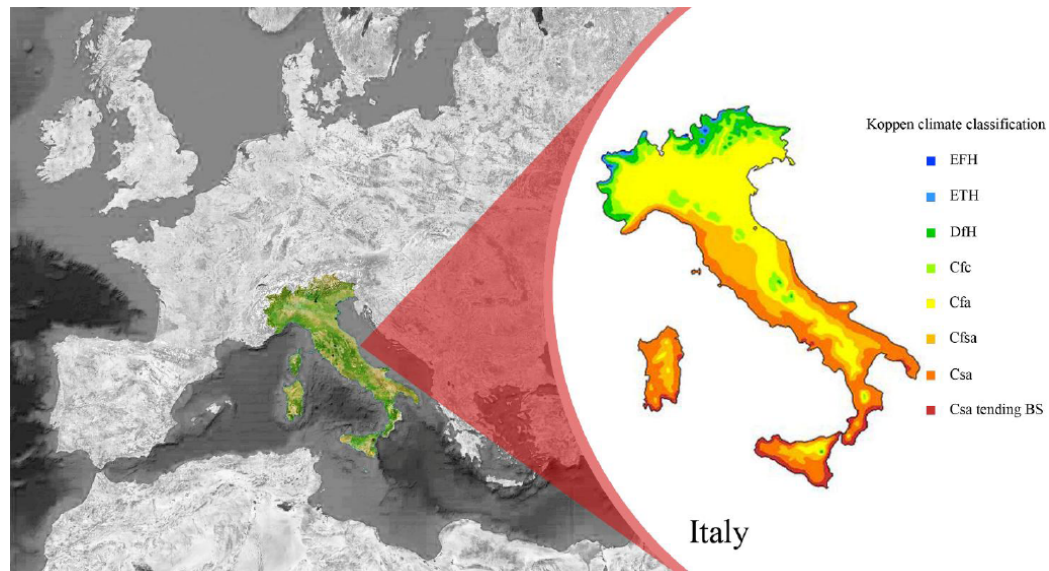 Koppen climate classification
EFH
ETH
DfH
Cfc
Cfa
Cfsa
Csa
Csa tending BS
Italy